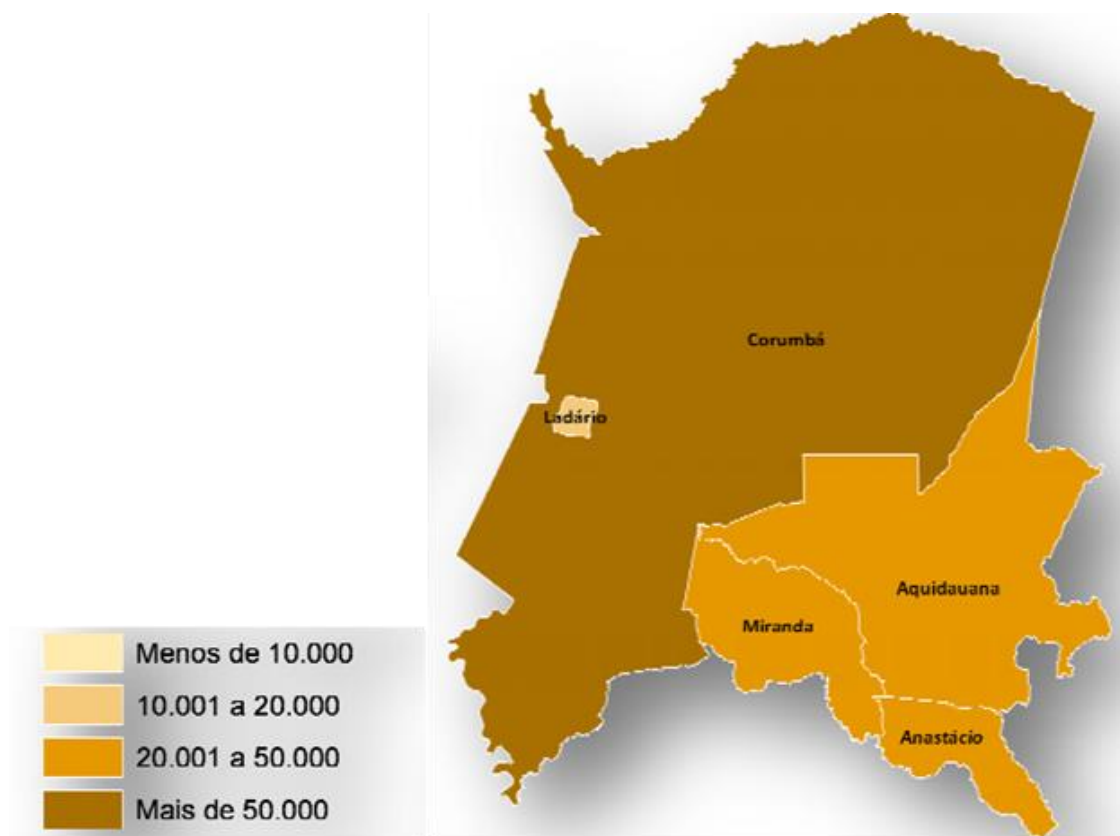 Corumbá
Ladário
Aquidauana
Miranda
Anastácio
Menos de 10.000
10.001 a 20.000
20.001 a 50.000
Mais de 50.000